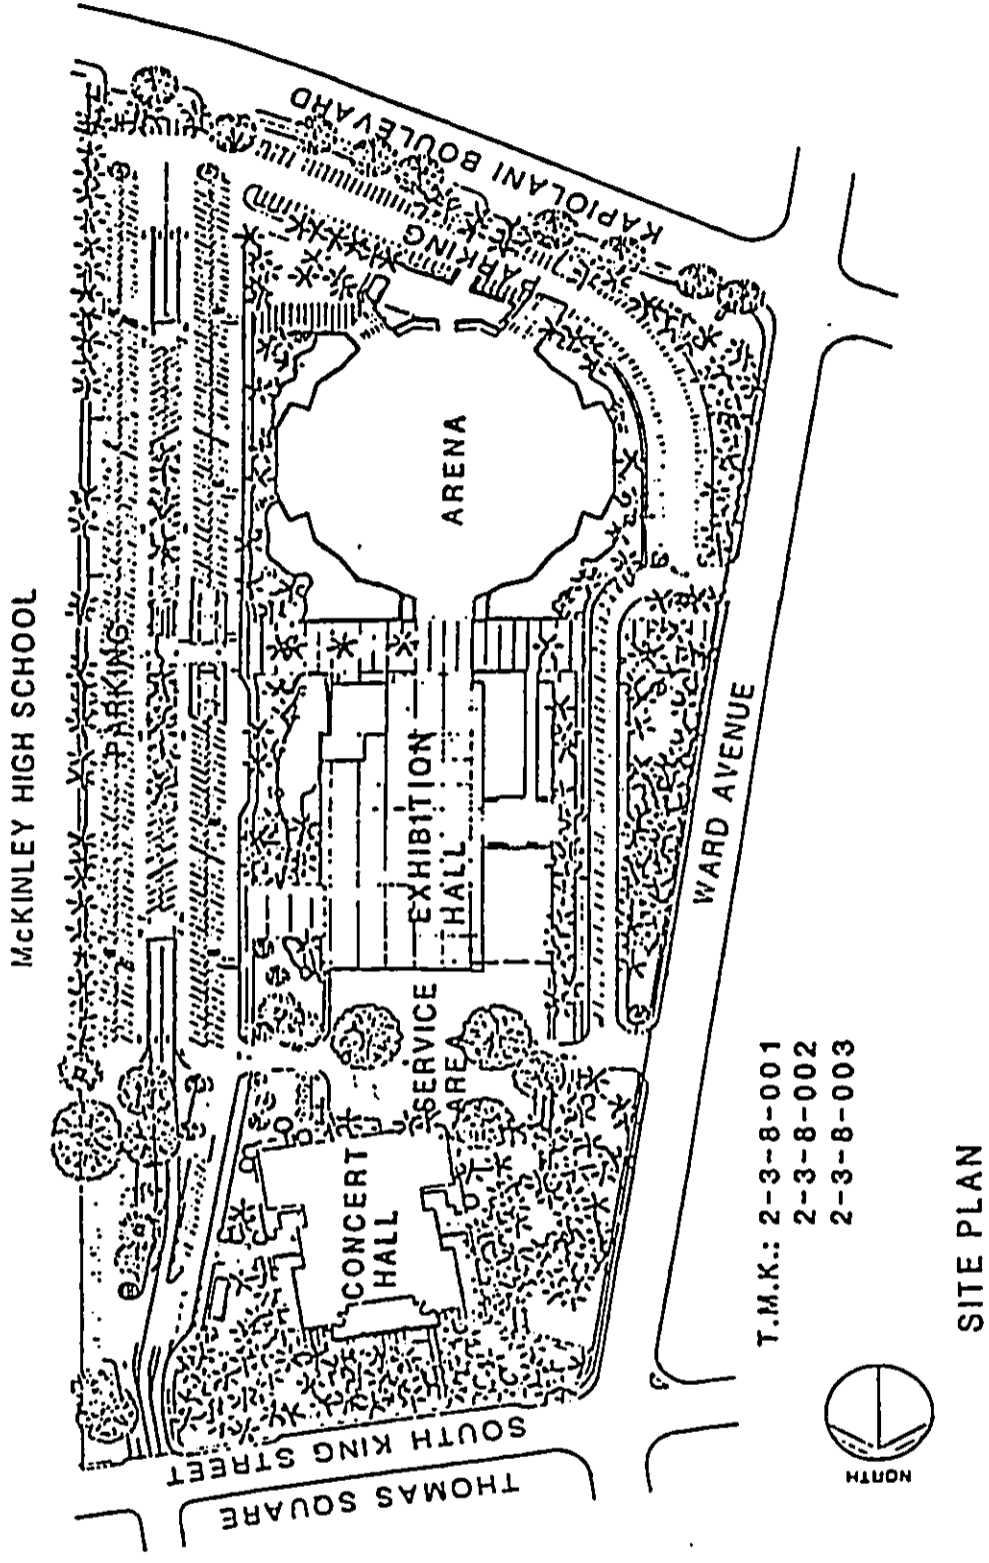 McKINLEY HIGH SCHOOL
PARKING
KAPIOLANI BOULEVARD
PARKING
ARENA
EXHIBITION
HALL
SERVICE
AREA
CONCERT
HALL
WARD AVENUE
SOUTH KING STREET
THOMAS SQUARE
T.M.K.: 2-3-8-001
2-3-8-002
2-3-8-003
NORTH
SITE PLAN